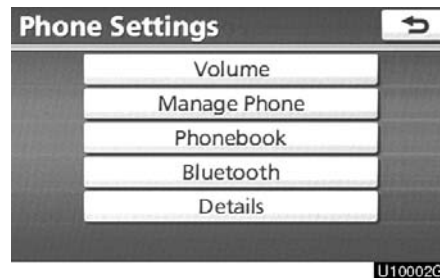 Phone Settings
Volume
Manage Phone
Phonebook
Bluetooth
Details
U10002G